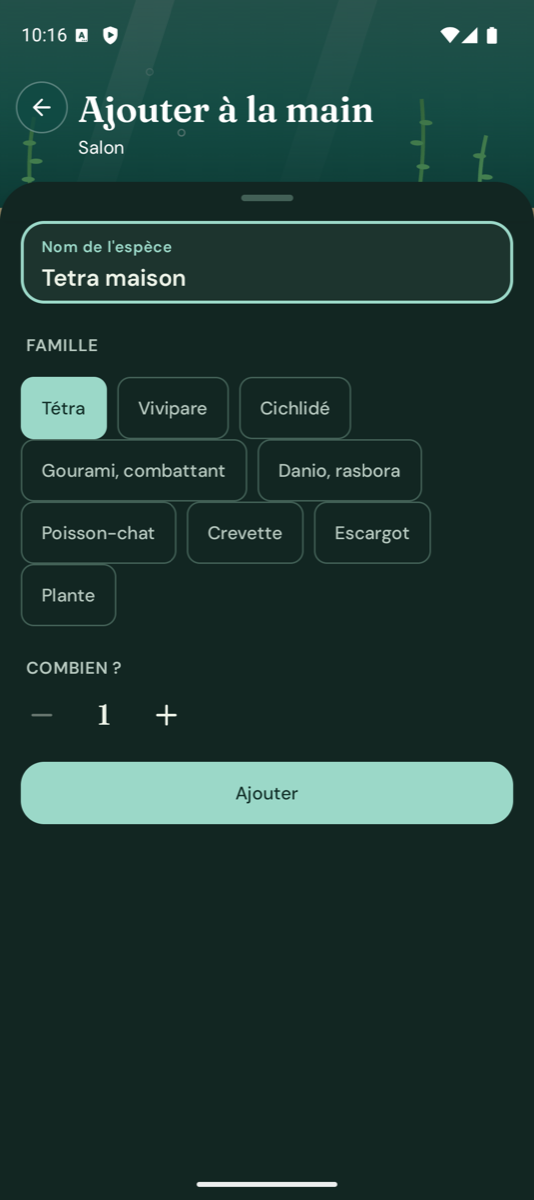 10:16
Ajouter à la main
Salon
Nom de l'espèce
Tetra maison
FAMILLE
Tétra Vivipare Cichlidé
Gourami, combattant Danio, rasbora
Poisson-chat Crevette Escargot
Plante
COMBIEN ?
1
Ajouter